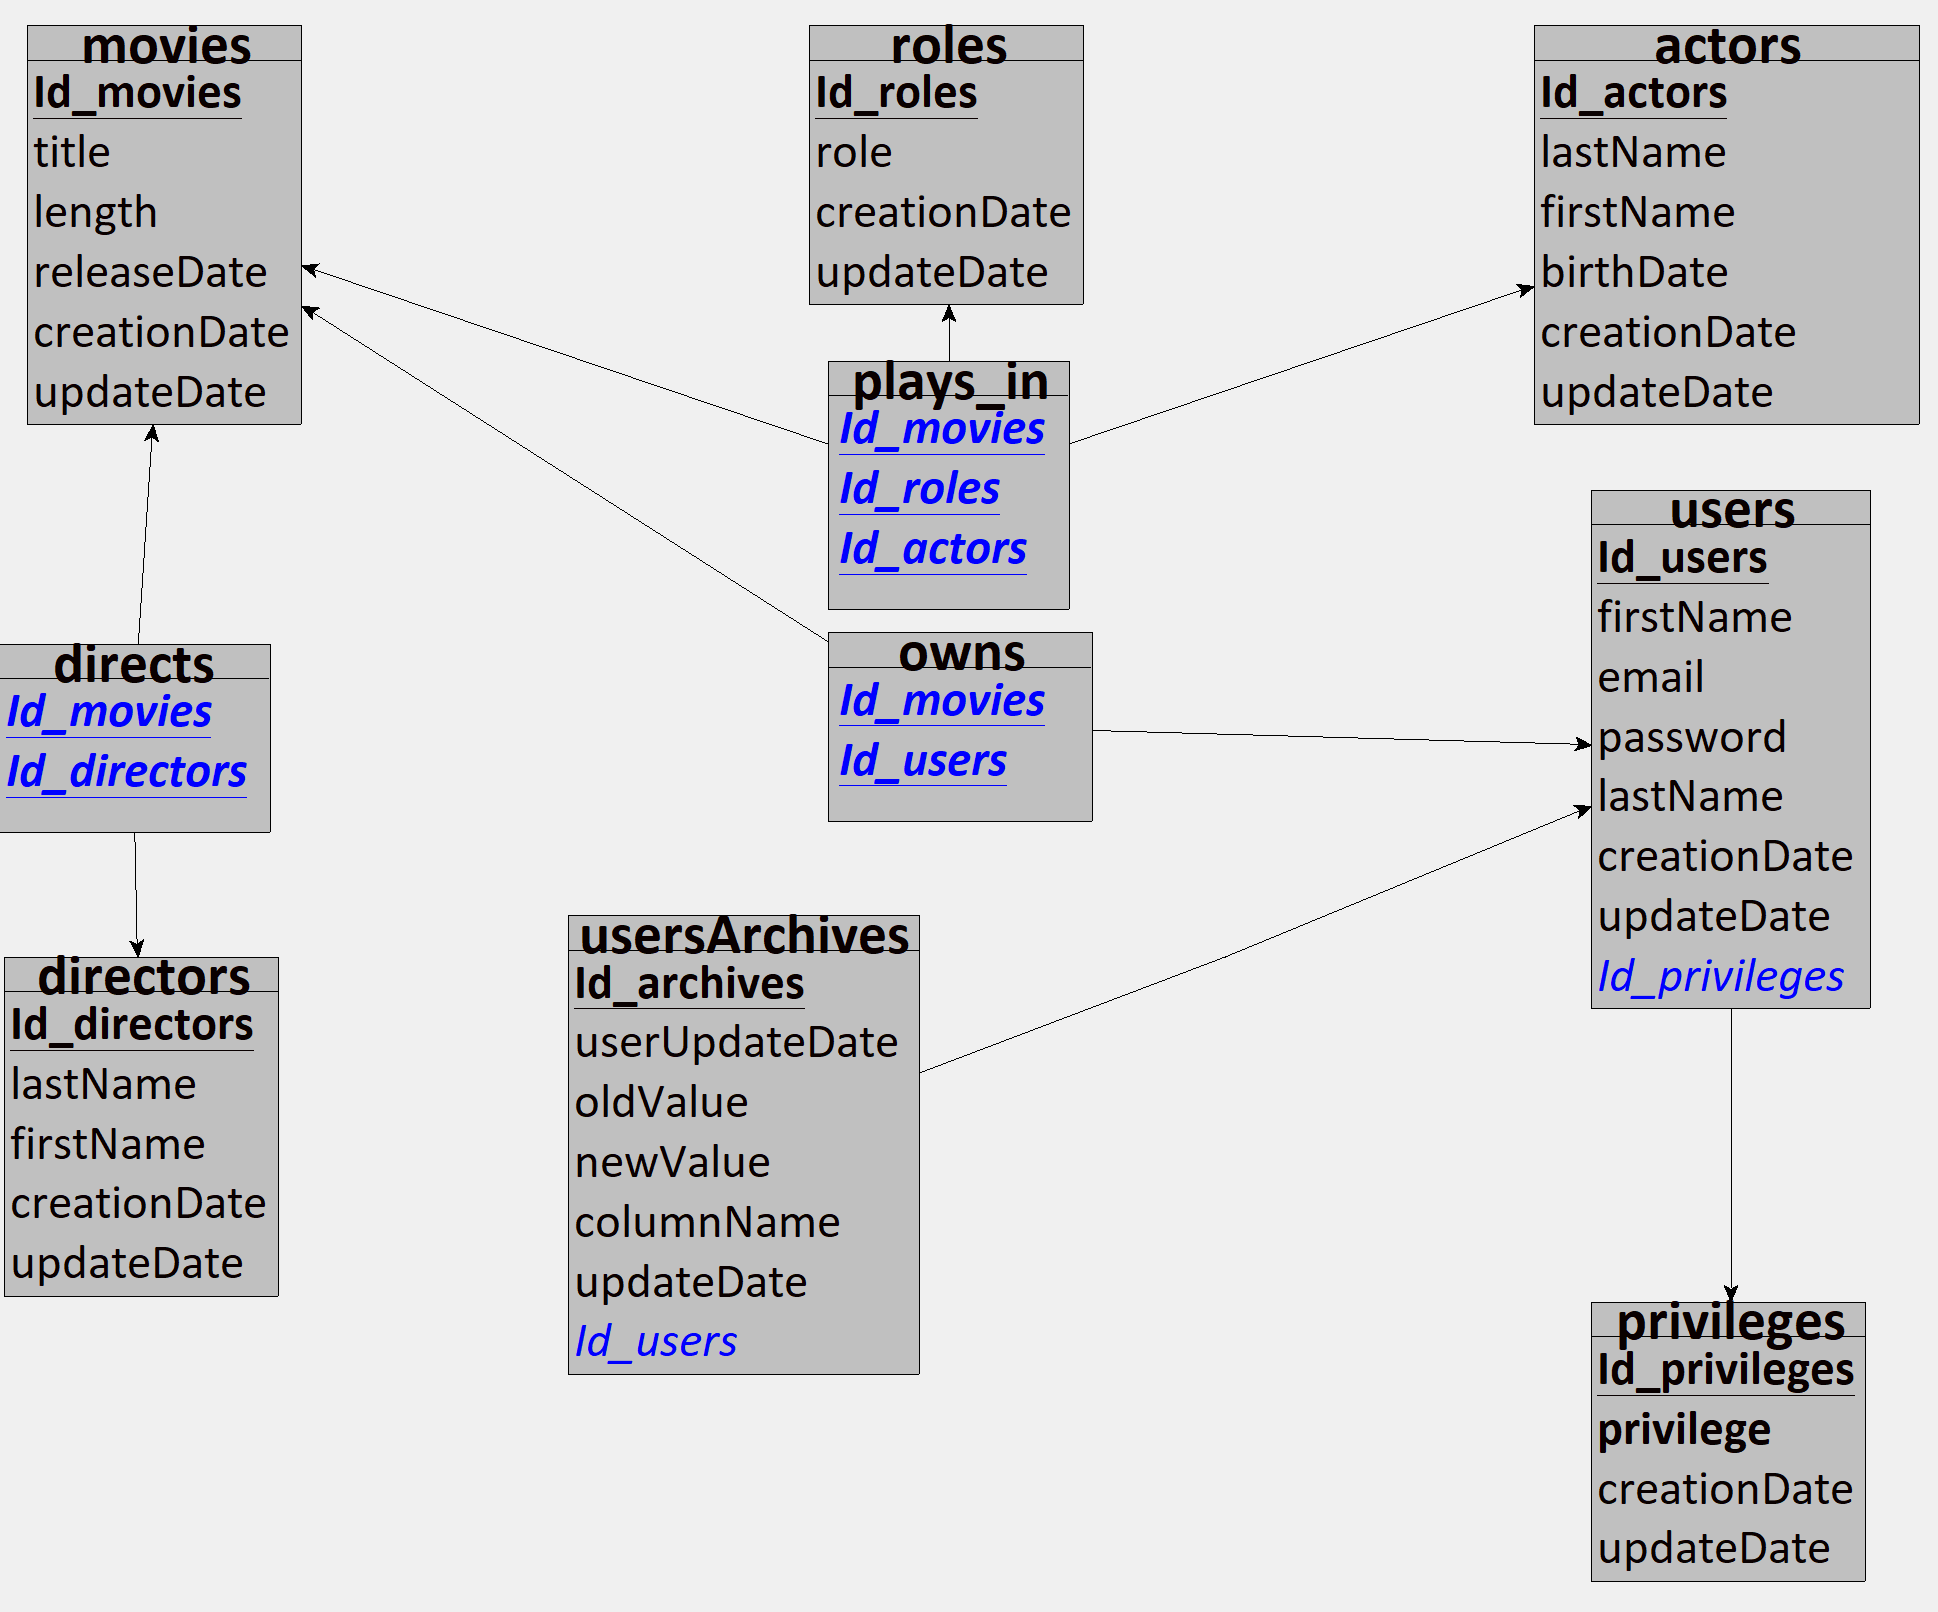 movies
Id_movies
title
length
releaseDate
creationDate
updateDate
roles
Id_roles
role
creationDate
updateDate
actors
Id_actors
lastName
firstName
birthDate
creationDate
updateDate
plays_in
Id_movies
Id_roles
Id_actors
users
Id_users
firstName
email
password
lastName
creationDate
updateDate
Id_privileges
directs
Id_movies
Id_directors
owns
Id_movies
Id_users
directors
Id_directors
lastName
firstName
creationDate
updateDate
usersArchives
Id_archives
userUpdateDate
oldValue
newValue
columnName
updateDate
Id_users
privileges
Id_privileges
privilege
creationDate
updateDate